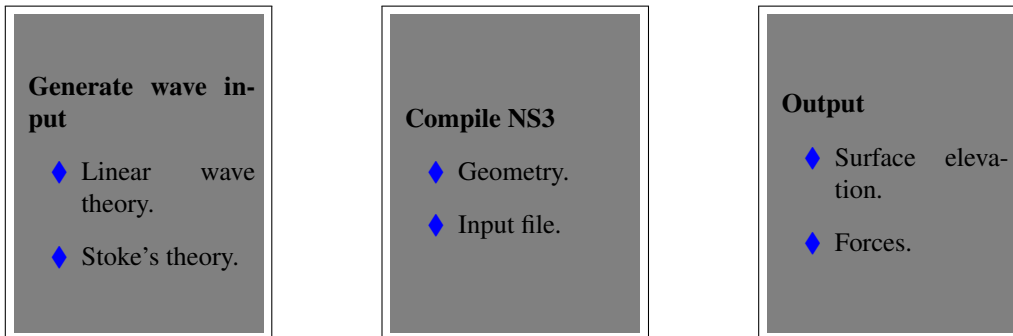 Generate wave in-
put
Linear wave
theory.
Stoke's theory.
Compile NS3
Geometry.
Input file.
Output
Surface eleva-
tion.
Forces.